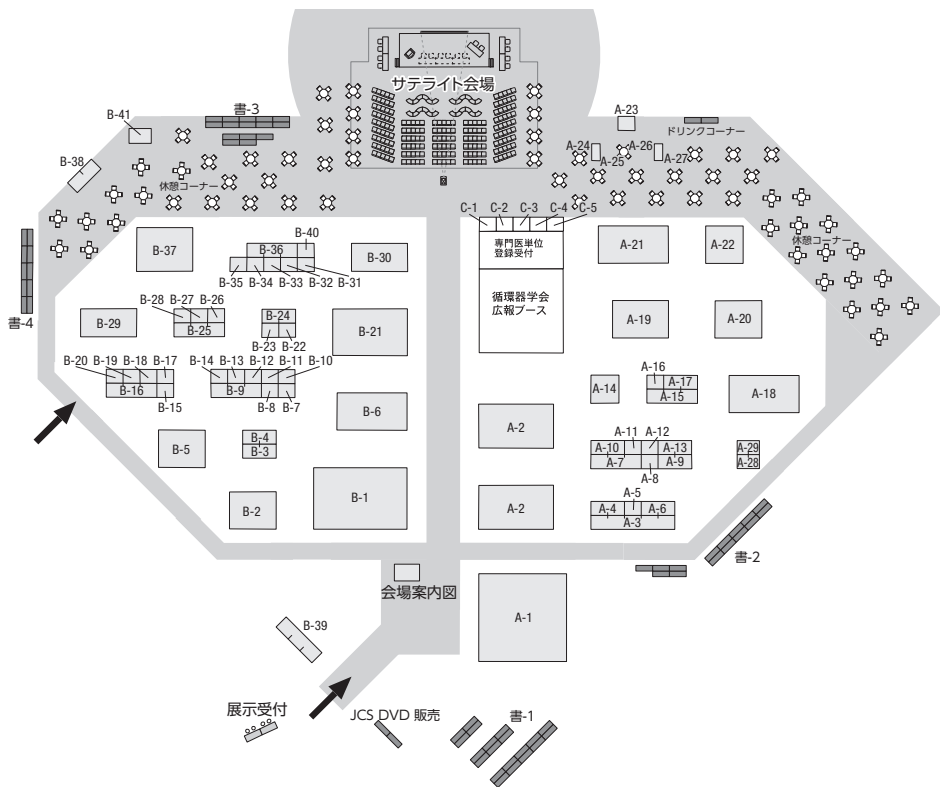 サテライト会場
書-3
B-41
A-23
ドリンクコーナー
A-24
A-25
A-26
A-27
B-38
休憩コーナー
C-1
C-2
C-3
C-4
C-5
専門医単位
登録受付
循環器学会
広報ブース
休憩コーナー
B-37
B-40
B-36
B-35
B-34
B-33
B-32
B-31
B-30
A-21
A-22
書-4
B-29
B-28
B-27
B-26
B-25
B-24
B-23
B-22
B-21
A-19
A-20
B-20
B-19
B-18
B-17
B-16
B-15
B-14
B-13
B-12
B-11
B-10
B-9
B-8
B-7
B-6
A-14
A-16
A-17
A-15
A-18
B-5
B-4
B-3
A-2
A-11
A-12
A-10
A-13
A-7
A-9
A-8
A-29
A-28
B-2
B-1
A-2
A-5
A-4
A-6
A-3
書-2
会場案内図
A-1
B-39
展示受付
JCS DVD 販売
書-1